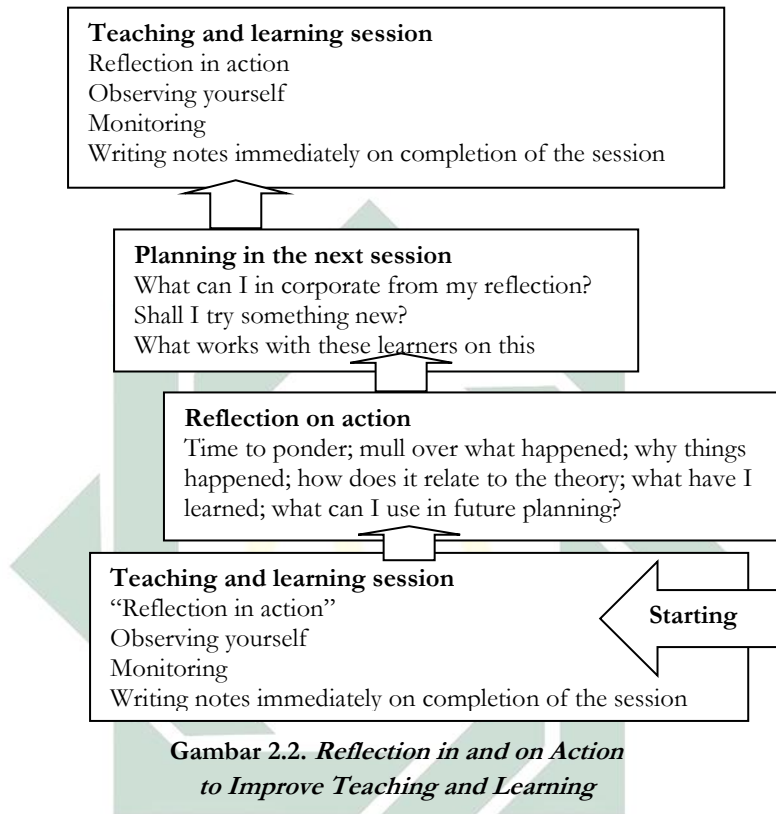 Teaching and learning session
Reflection in action
Observing yourself
Monitoring
Writing notes immediately on completion of the session
Planning in the next session
What can I in corporate from my reflection?
Shall I try something new?
What works with these learners on this
Reflection on action
Time to ponder; mull over what happened; why things
happened; how does it relate to the theory; what have I
learned; what can I use in future planning?
Teaching and learning session
“Reflection in action”
Observing yourself
Monitoring
Writing notes immediately on completion of the session
Starting
Gambar 2.2. Reflection in and on Action
to Improve Teaching and Learning